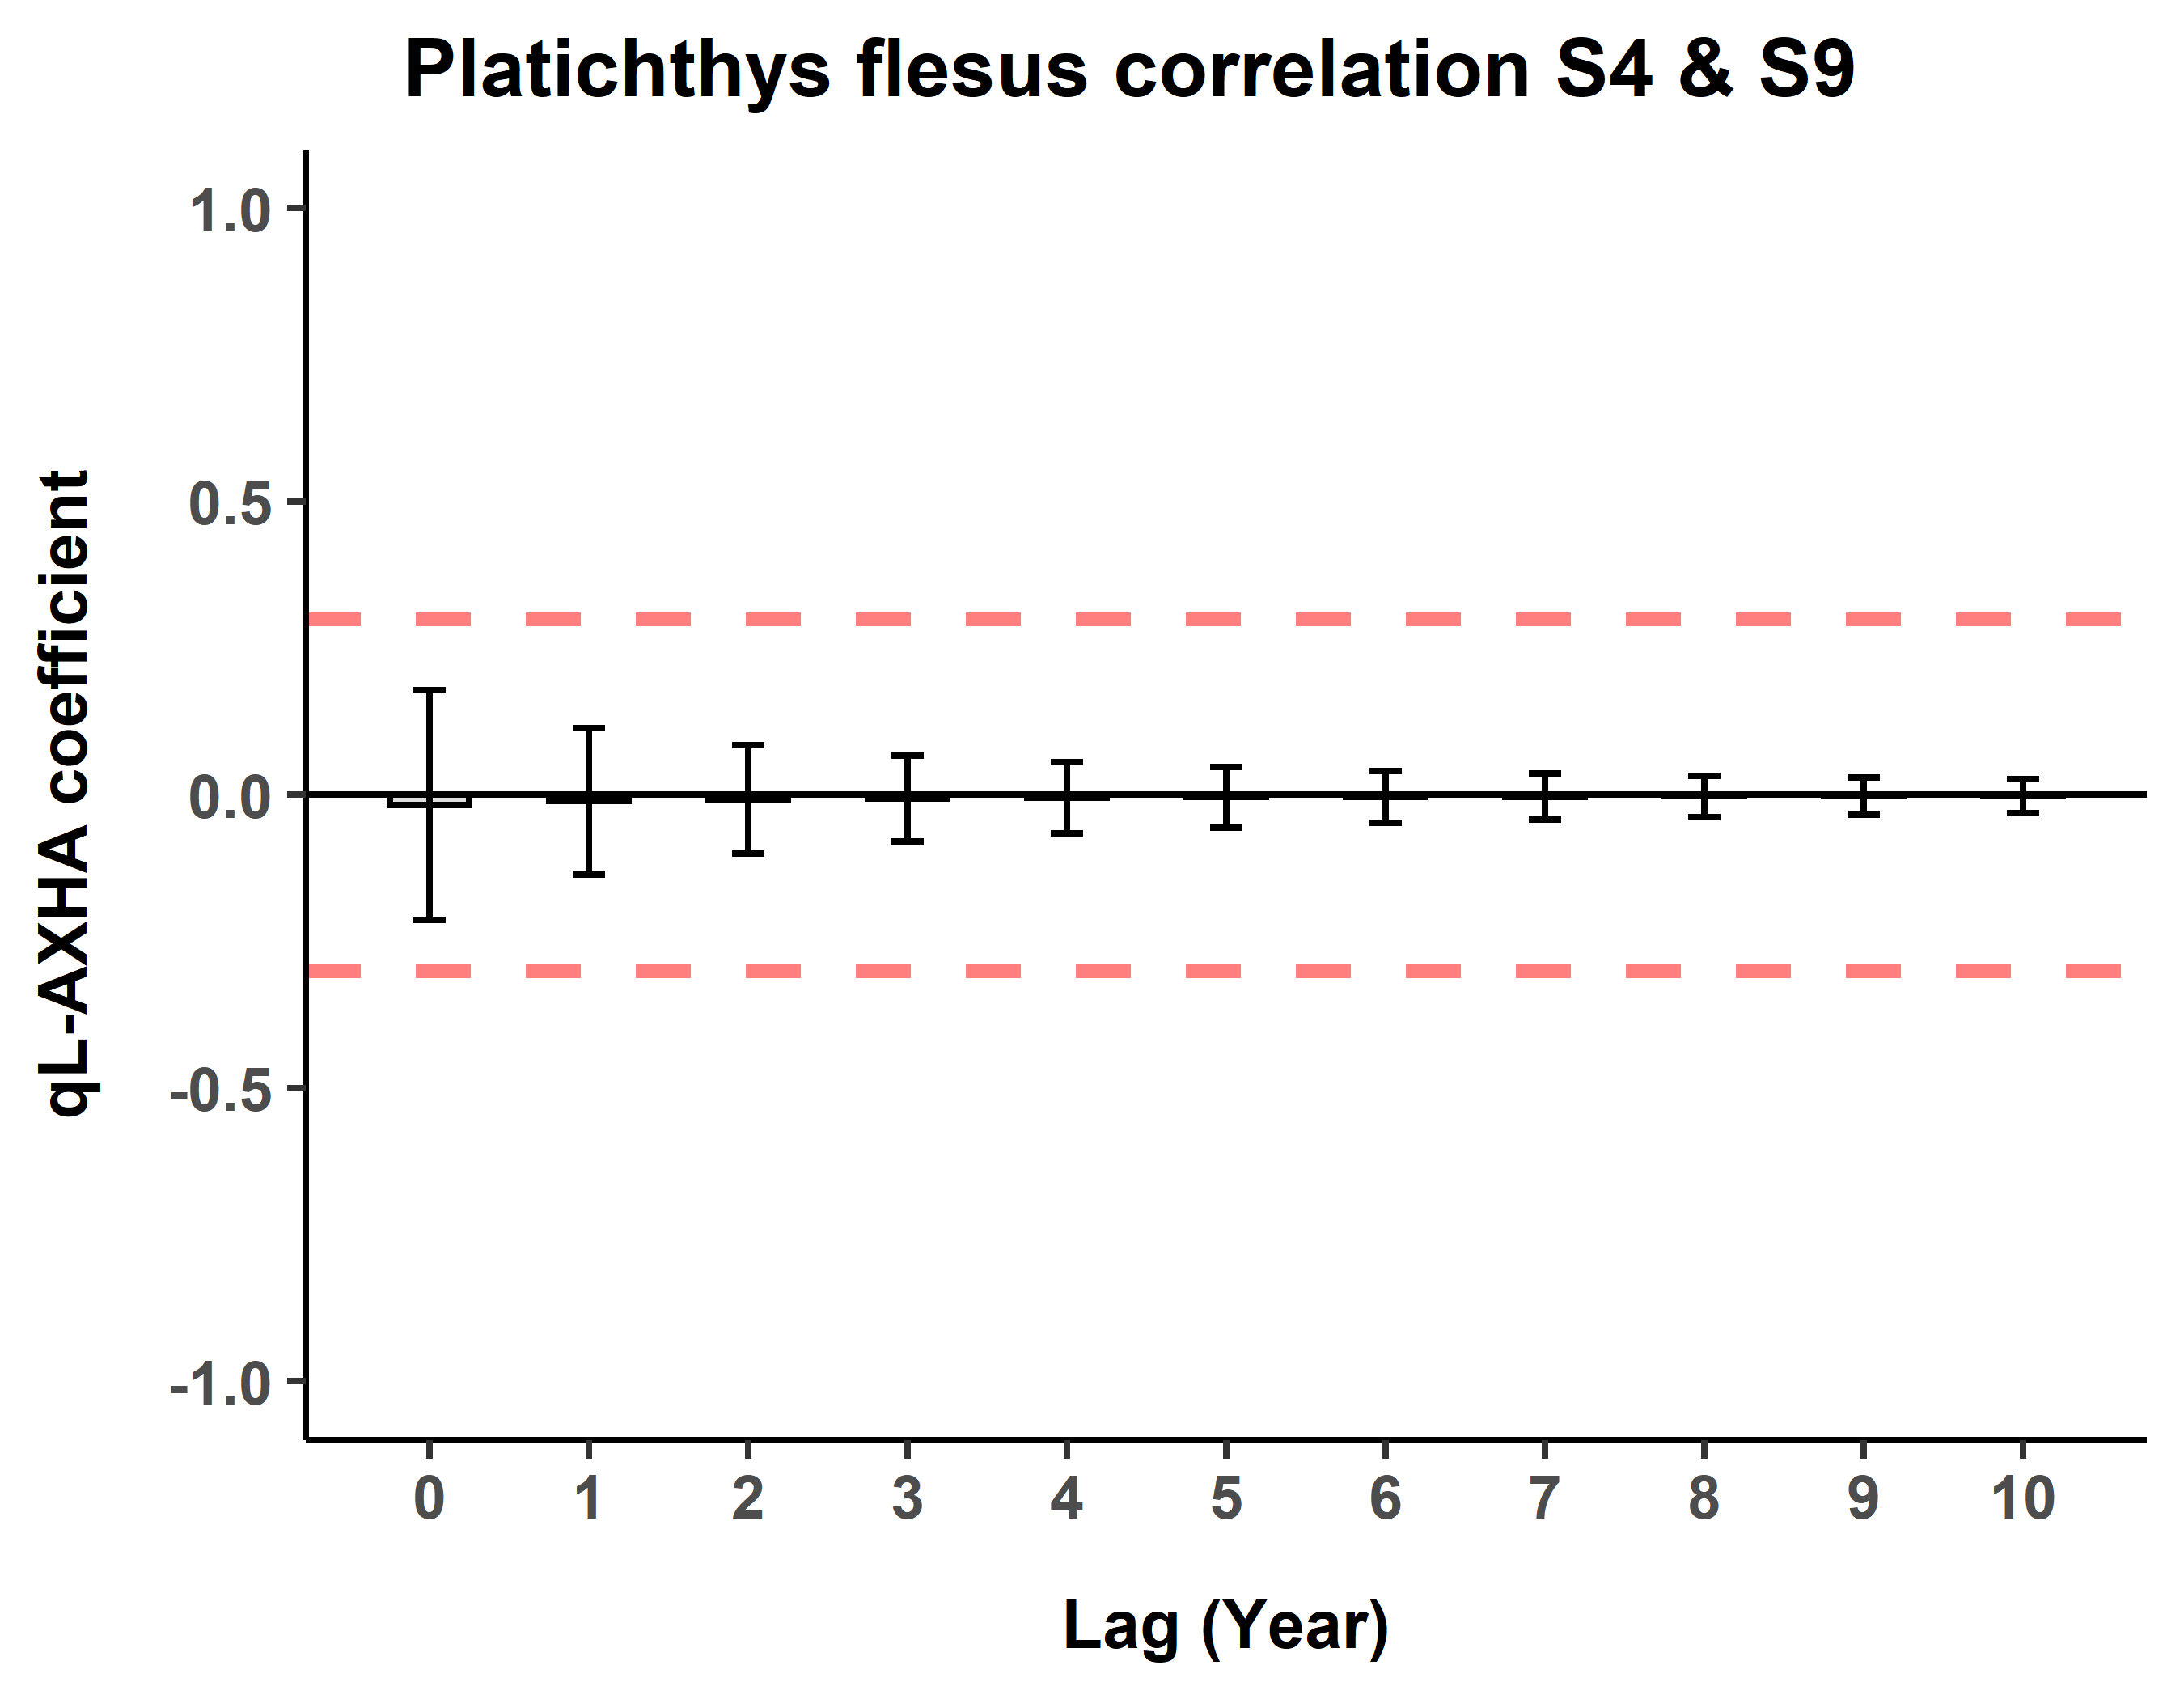 Platichthys flesus correlation S4 & S9
qL-AXHA coefficient
1.0
0.5
0.0
-0.5
-1.0
0 1 2 3 4 5 6 7 8 9 10
Lag (Year)